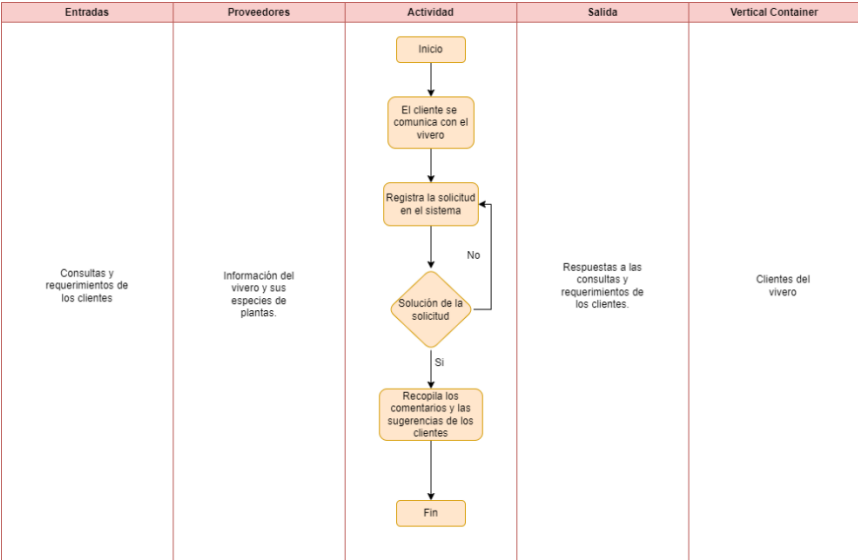 Entradas
Proveedores
Actividad
Salida
Vertical Container
Inicio
El cliente se
comunica con el
vivero
Registra la solicitud
en el sistema
No
Consultas y
requerimientos de
los clientes
Información del
vivero y sus
especies de
plantas.
Solución de la
solicitud
Respuestas a las
consultas y
requerimientos de
los clientes.
Clientes del
vivero
Si
Recopila los
comentarios y las
sugerencias de los
clientes
Fin